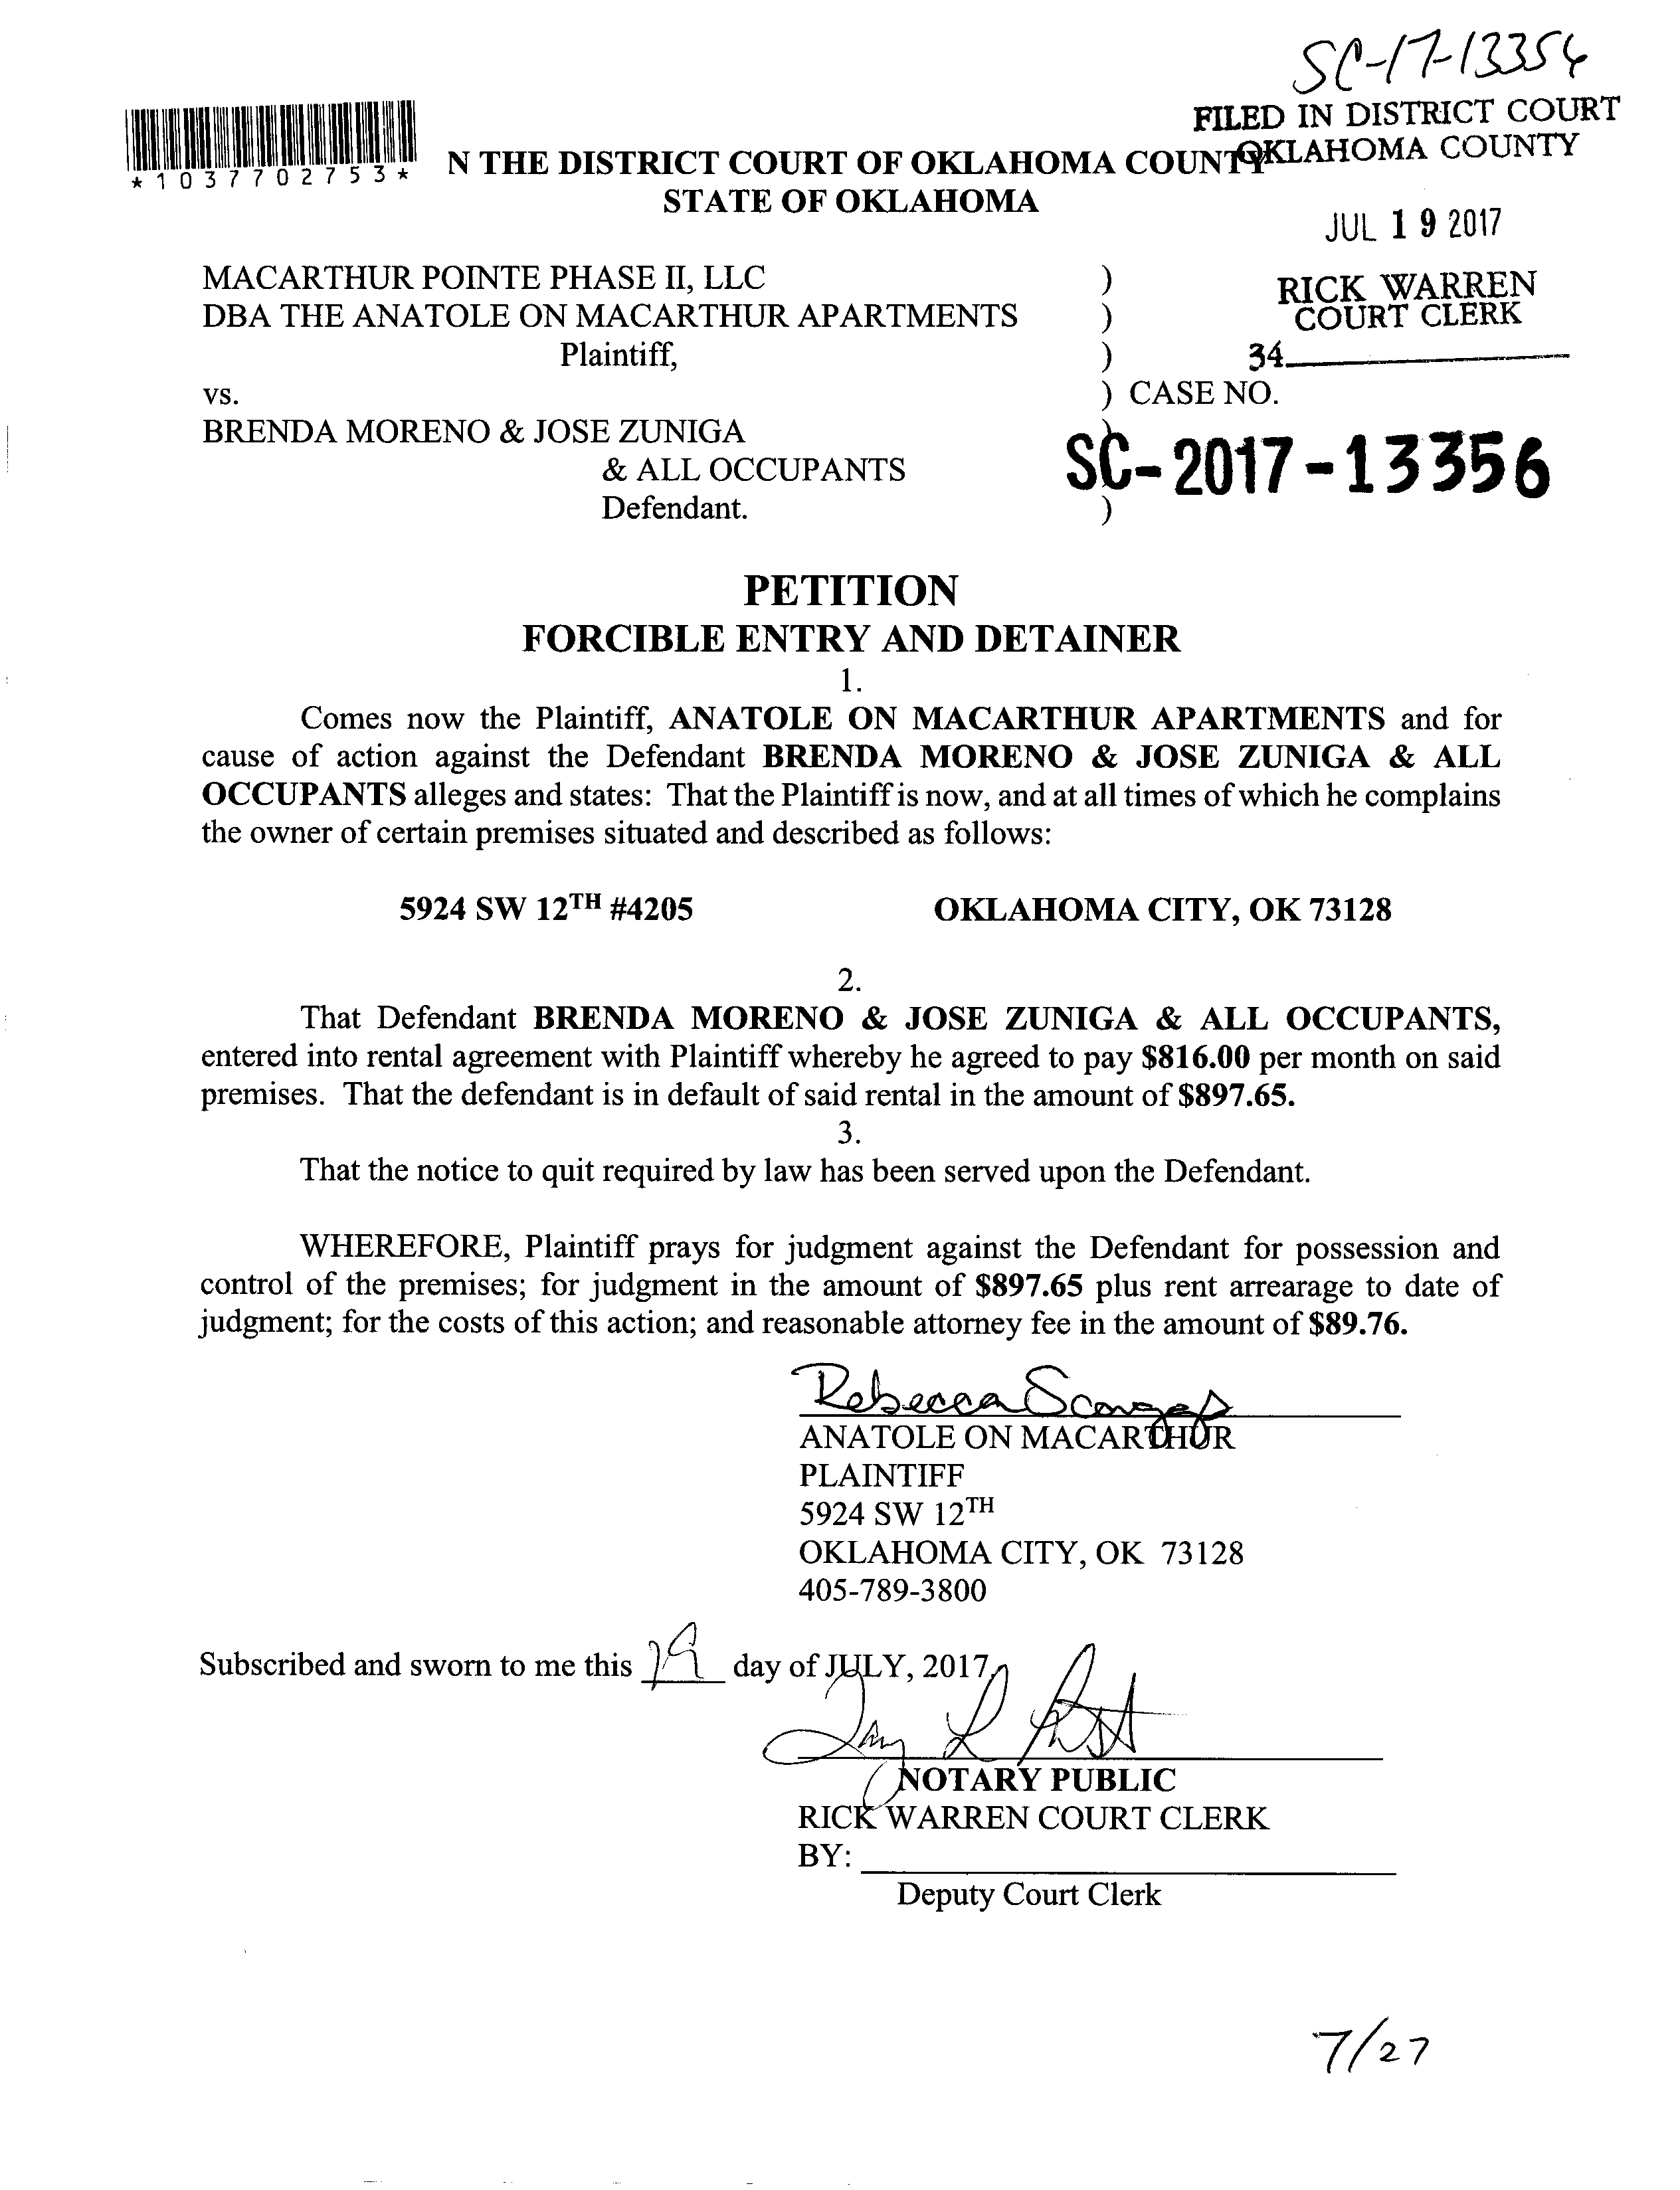 SC-17-13356
FILED IN DISTRICT COURT
OKLAHOMA COUNTY
*1037702753*
N THE DISTRICT COURT OF OKLAHOMA COUNTY
STATE OF OKLAHOMA
JUL 19 2017
MACARTHUR POINTE PHASE II, LLC )
DBA THE ANATOLE ON MACARTHUR APARTMENTS )
RICK WARREN
COURT CLERK
Plaintiff, )
34
vs. ) CASE NO.
BRENDA MORENO & JOSE ZUNIGA )
& ALL OCCUPANTS
SC-2017-13356
Defendant. )
PETITION
FORCIBLE ENTRY AND DETAINER
1.
Comes now the Plaintiff, ANATOLE ON MACARTHUR APARTMENTS and for
cause of action against the Defendant BRENDA MORENO & JOSE ZUNIGA & ALL
OCCUPANTS alleges and states: That the Plaintiff is now, and at all times of which he complains
the owner of certain premises situated and described as follows:
5924 SW 12TH #4205 OKLAHOMA CITY, OK 73128
2.
That Defendant BRENDA MORENO & JOSE ZUNIGA & ALL OCCUPANTS,
entered into rental agreement with Plaintiff whereby he agreed to pay $816.00 per month on said
premises. That the defendant is in default of said rental in the amount of $897.65.
3.
That the notice to quit required by law has been served upon the Defendant.
WHEREFORE, Plaintiff prays for judgment against the Defendant for possession and
control of the premises; for judgment in the amount of $897.65 plus rent arrearage to date of
judgment; for the costs of this action; and reasonable attorney fee in the amount of $89.76.
Rebecca
ANATOLE ON MACARTHUR
PLAINTIFF
5924 SW 12TH
OKLAHOMA CITY, OK 73128
405-789-3800
Subscribed and sworn to me this 19 day of JULY, 2017,
NOTARY PUBLIC
RICK WARREN COURT CLERK
BY:
Deputy Court Clerk
7/27